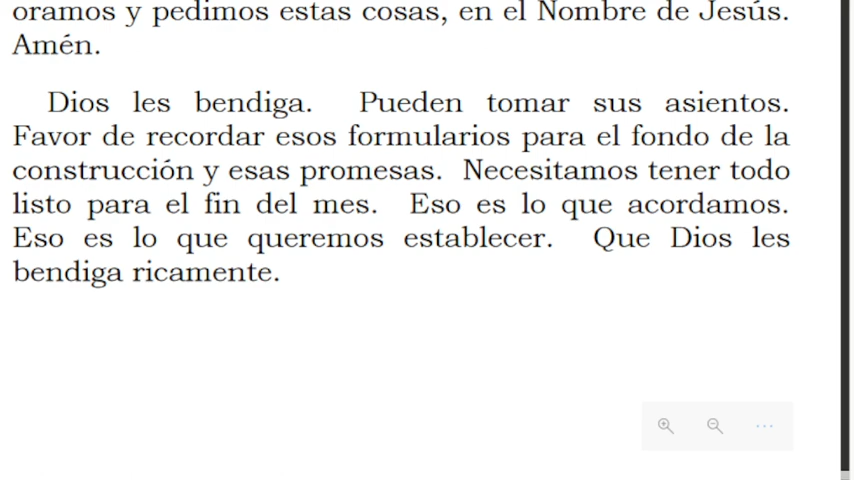 oramos y pedimos estas cosas, en el Nombre de Jesús.
Amén.
Dios les bendiga. Pueden tomar sus asientos.
Favor de recordar esos formularios para el fondo de la
construcción y esas promesas. Necesitamos tener todo
listo para el fin del mes. Eso es lo que acordamos.
Eso es lo que queremos establecer. Que Dios les
bendiga ricamente.